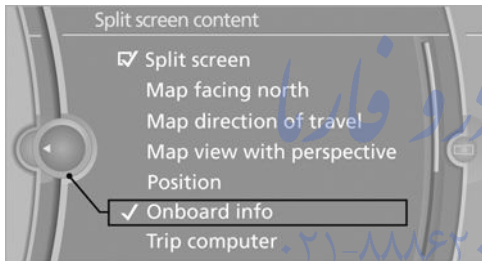 Split screen content
Split screen
Map facing north
Map direction of travel
Map view with perspective
Position
Onboard info
Trip computer